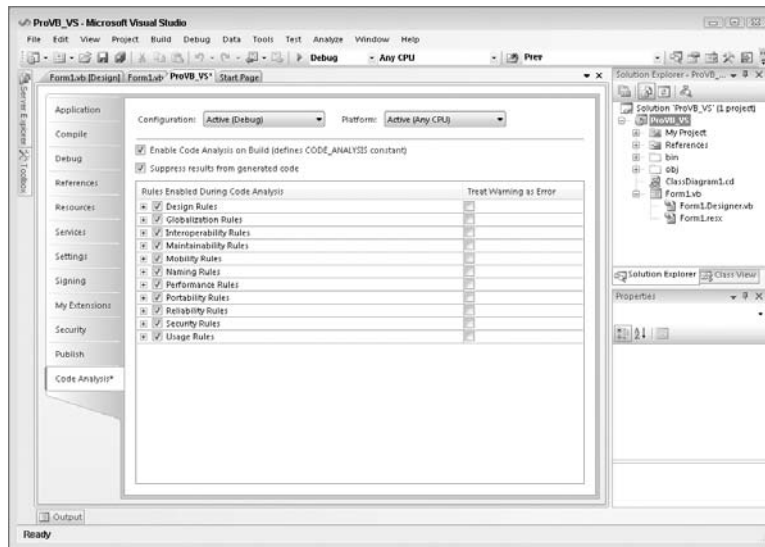 ProVB_VS - Microsoft Visual Studio
File Edit View Project Build Debug Data Tools Test Analyze Window Help
Debug Any CPU Prev
Form1.vb [Design] Form1.vb* ProVB_VS* Start Page
Server Explorer
Toolbox
Application
Compile
Debug
References
Resources
Services
Settings
Signing
My Extensions
Security
Publish
Code Analysis*
Configuration: Active (Debug) Platform: Active (Any CPU)
Enable Code Analysis on Build (defines CODE_ANALYSIS constant)
Suppress results from generated code
Rules Enabled During Code Analysis Treat Warning as Error
Design Rules
Globalization Rules
Interoperability Rules
Maintainability Rules
Mobility Rules
Naming Rules
Performance Rules
Portability Rules
Reliability Rules
Security Rules
Usage Rules
Solution Explorer - ProVB_...
Solution 'ProVB_VS' (1 project)
ProVB_VS
My Project
References
bin
obj
ClassDiagram1.cd
Form1.vb
Form1.Designer.vb
Form1.resx
Solution Explorer Class View
Properties
Output
Ready